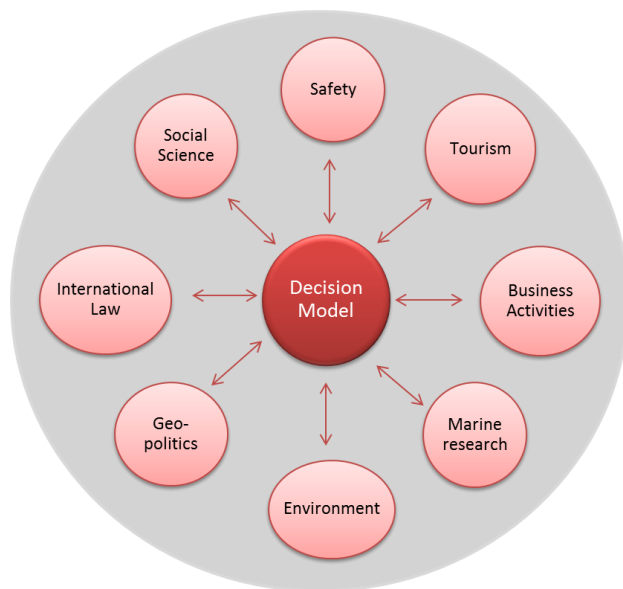 Safety
Social
Science
Tourism
International
Law
Decision
Model
Business
Activities
Geo-
politics
Marine
research
Environment